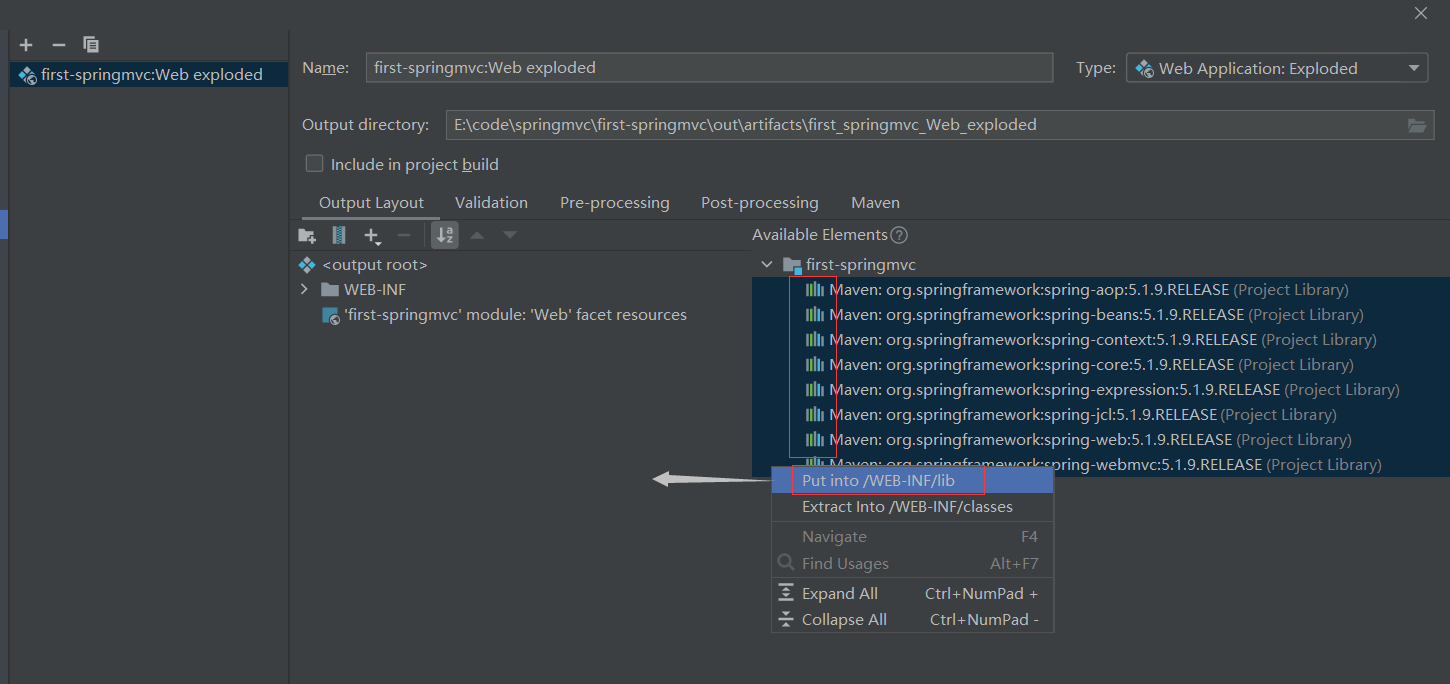 first-springmvc:Web exploded
Name: first-springmvc:Web exploded Type: Web Application: Exploded
Output directory: E:\code\springmvc\first-springmvc\out\artifacts\first_springmvc_Web_exploded
Include in project build
Output Layout Validation Pre-processing Post-processing Maven
Available Elements ?
<output root>
WEB-INF
'first-springmvc' module: 'Web' facet resources
first-springmvc
Maven: org.springframework:spring-aop:5.1.9.RELEASE (Project Library)
Maven: org.springframework:spring-beans:5.1.9.RELEASE (Project Library)
Maven: org.springframework:spring-context:5.1.9.RELEASE (Project Library)
Maven: org.springframework:spring-core:5.1.9.RELEASE (Project Library)
Maven: org.springframework:spring-expression:5.1.9.RELEASE (Project Library)
Maven: org.springframework:spring-jcl:5.1.9.RELEASE (Project Library)
Maven: org.springframework:spring-web:5.1.9.RELEASE (Project Library)
Maven: org.springframework:spring-webmvc:5.1.9.RELEASE (Project Library)
Put into /WEB-INF/lib
Extract Into /WEB-INF/classes
Navigate F4
Find Usages Alt+F7
Expand All Ctrl+NumPad +
Collapse All Ctrl+NumPad -